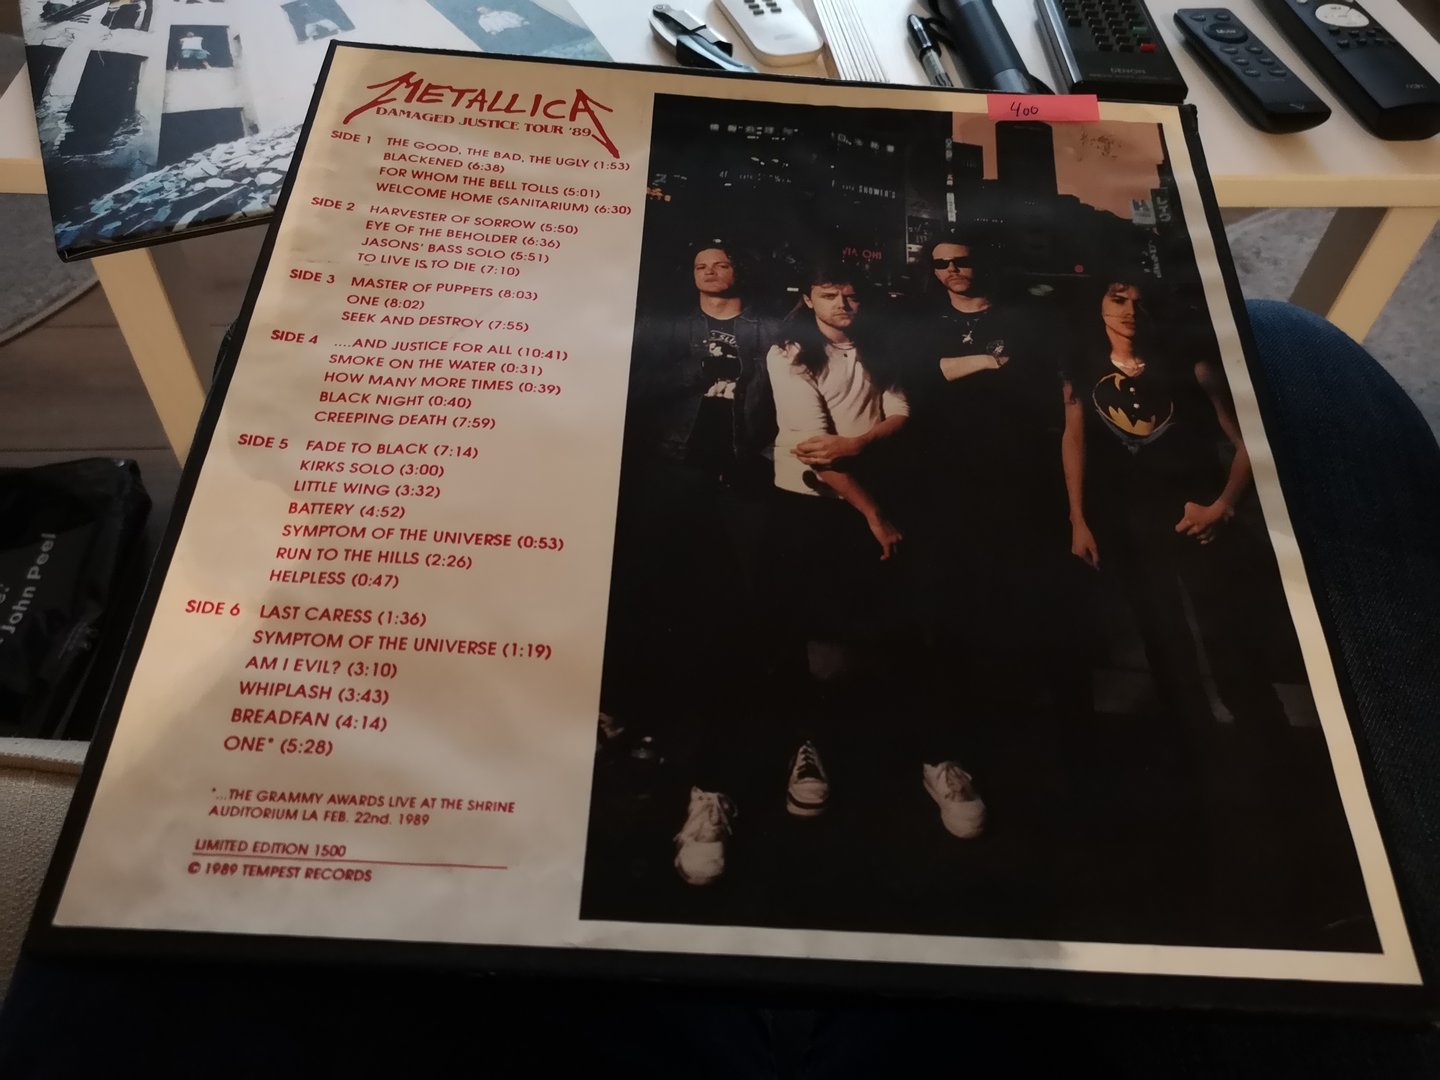 METALLICA
DAMAGED JUSTICE TOUR '89
SIDE 1 THE GOOD, THE BAD, THE UGLY (1:53)
BLACKENED (6:38)
FOR WHOM THE BELL TOLLS (5:01)
WELCOME HOME (SANITARIUM) (6:30)
SIDE 2 HARVESTER OF SORROW (5:50)
EYE OF THE BEHOLDER (6:36)
JASONS' BASS SOLO (5:51)
TO LIVE IS TO DIE (7:10)
SIDE 3 MASTER OF PUPPETS (8:03)
ONE (8:02)
SEEK AND DESTROY (7:55)
SIDE 4 ....AND JUSTICE FOR ALL (10:41)
SMOKE ON THE WATER (0:31)
HOW MANY MORE TIMES (0:39)
BLACK NIGHT (0:40)
CREEPING DEATH (7:59)
SIDE 5 FADE TO BLACK (7:14)
KIRKS SOLO (3:00)
LITTLE WING (3:32)
BATTERY (4:52)
SYMPTOM OF THE UNIVERSE (0:53)
RUN TO THE HILLS (2:26)
HELPLESS (0:47)
SIDE 6 LAST CARESS (1:36)
SYMPTOM OF THE UNIVERSE (1:19)
AM I EVIL? (3:10)
WHIPLASH (3:43)
BREADFAN (4:14)
ONE* (5:28)
*...THE GRAMMY AWARDS LIVE AT THE SHRINE
AUDITORIUM LA FEB. 22nd. 1989
LIMITED EDITION 1500
© 1989 TEMPEST RECORDS
400
DENON
John Peel